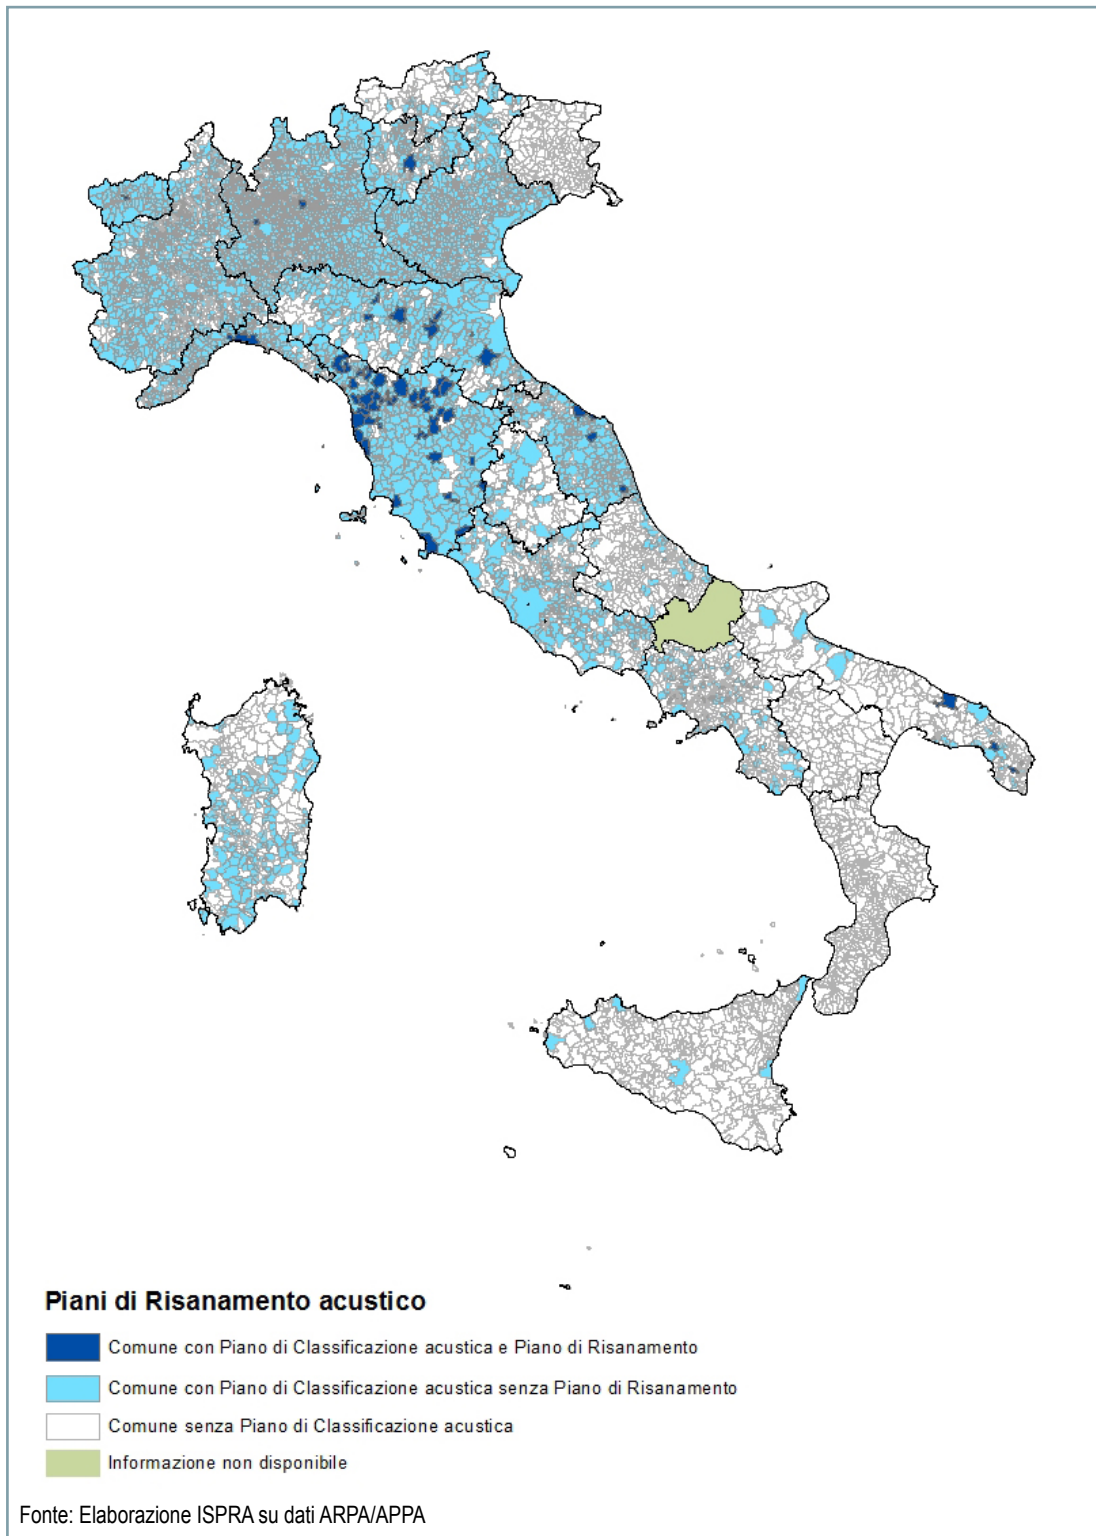 Piani di Risanamento acustico
Comune con Piano di Classificazione acustica e Piano di Risanamento
Comune con Piano di Classificazione acustica senza Piano di Risanamento
Comune senza Piano di Classificazione acustica
Informazione non disponibile
Fonte: Elaborazione ISPRA su dati ARPA/APPA